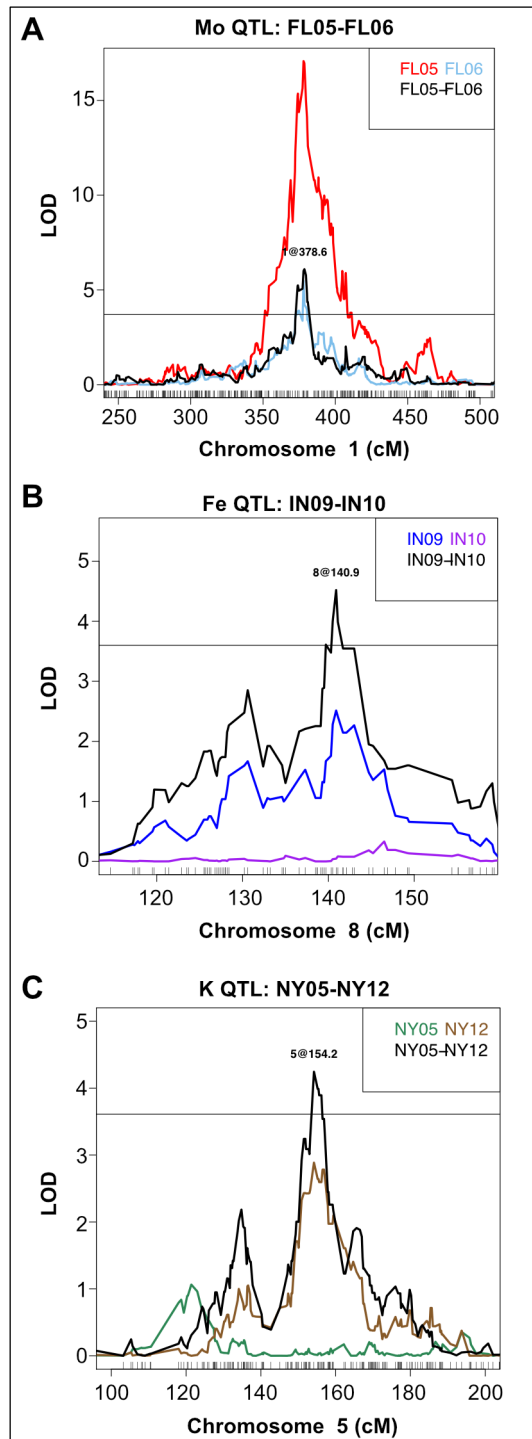 A
Mo QTL: FL05-FL06
FL05 FL06
FL05-FL06
15
10
5
0
LOD
1@378.6
250 300 350 400 450 500
Chromosome 1 (cM)
B
Fe QTL: IN09-IN10
IN09 IN10
IN09-IN10
5
4
3
2
1
0
LOD
8@140.9
120 130 140 150
Chromosome 8 (cM)
C
K QTL: NY05-NY12
NY05 NY12
NY05-NY12
5
4
3
2
1
0
LOD
5@154.2
100 120 140 160 180 200
Chromosome 5 (cM)